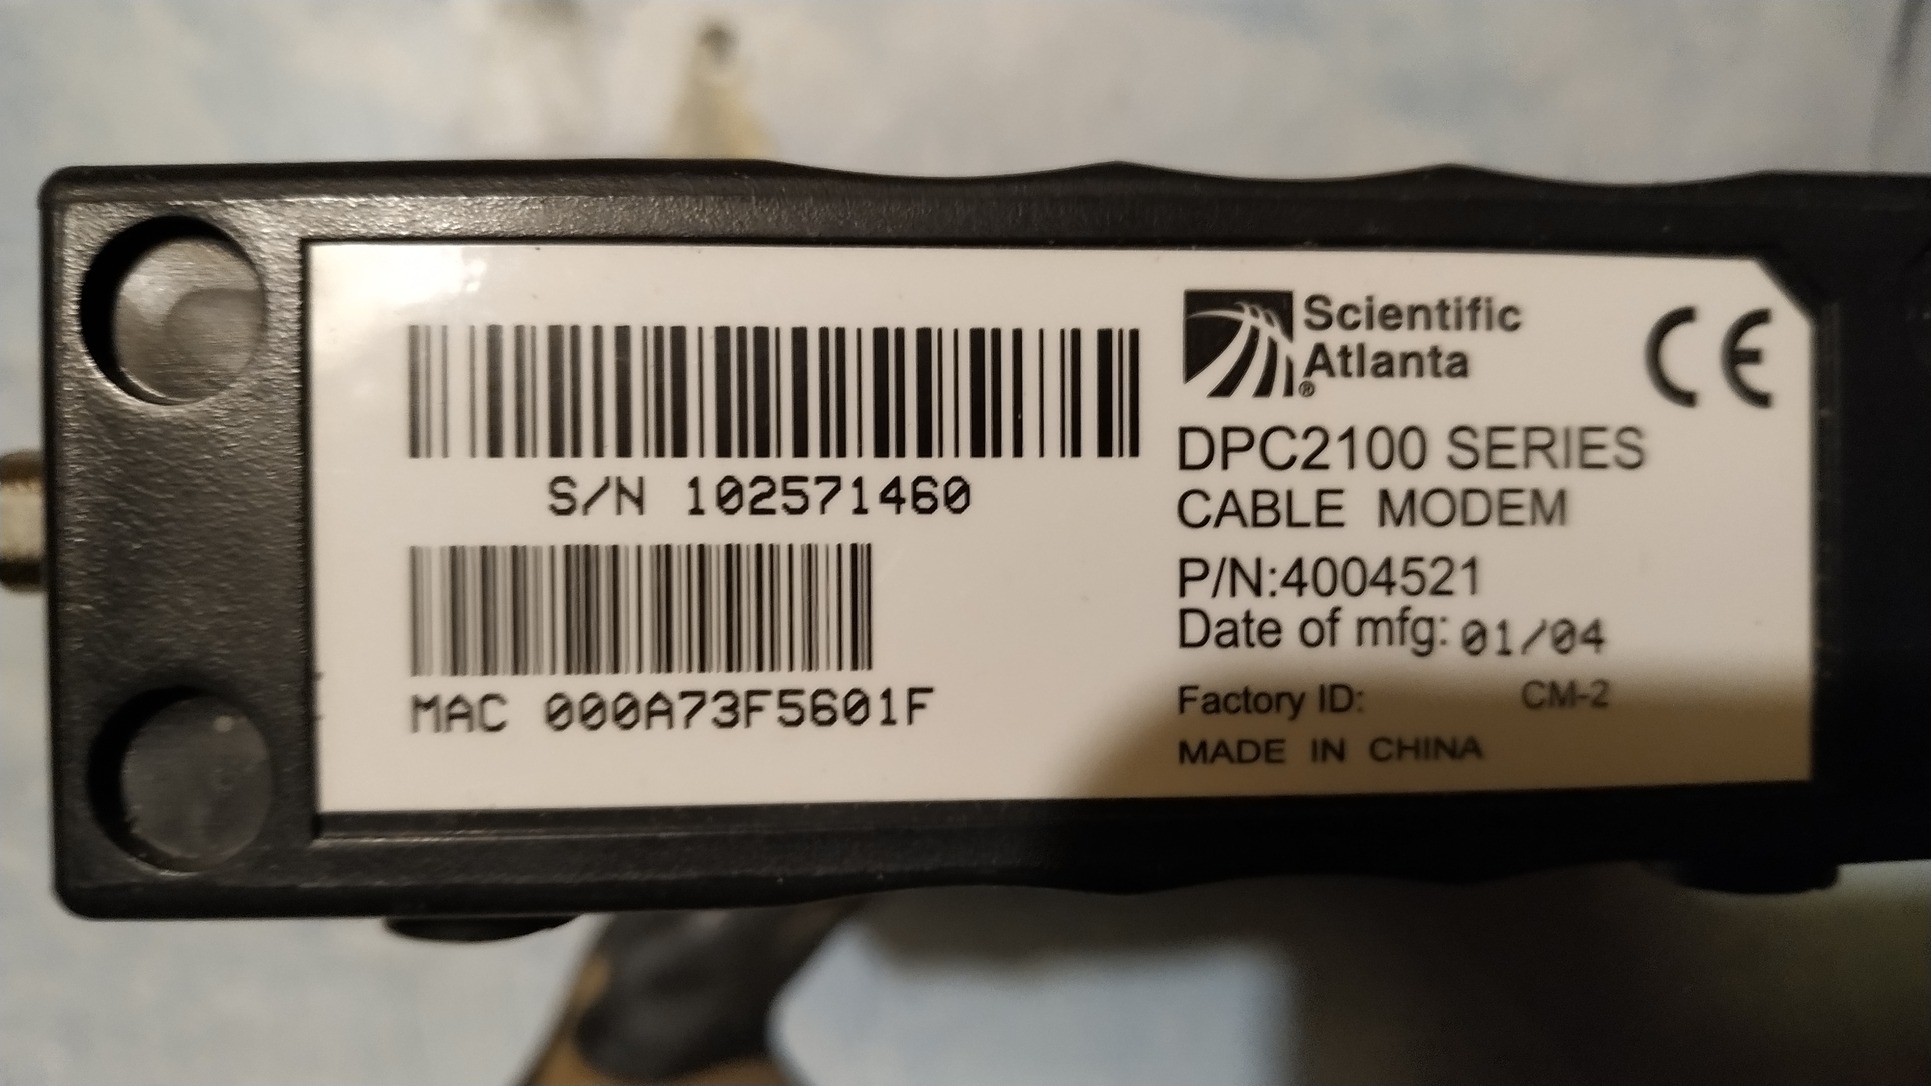 S/N 102571460
MAC 000A73F5601F
Scientific
Atlanta®
CE
DPC2100 SERIES
CABLE MODEM
P/N:4004521
Date of mfg: 01/04
Factory ID: CM-2
MADE IN CHINA